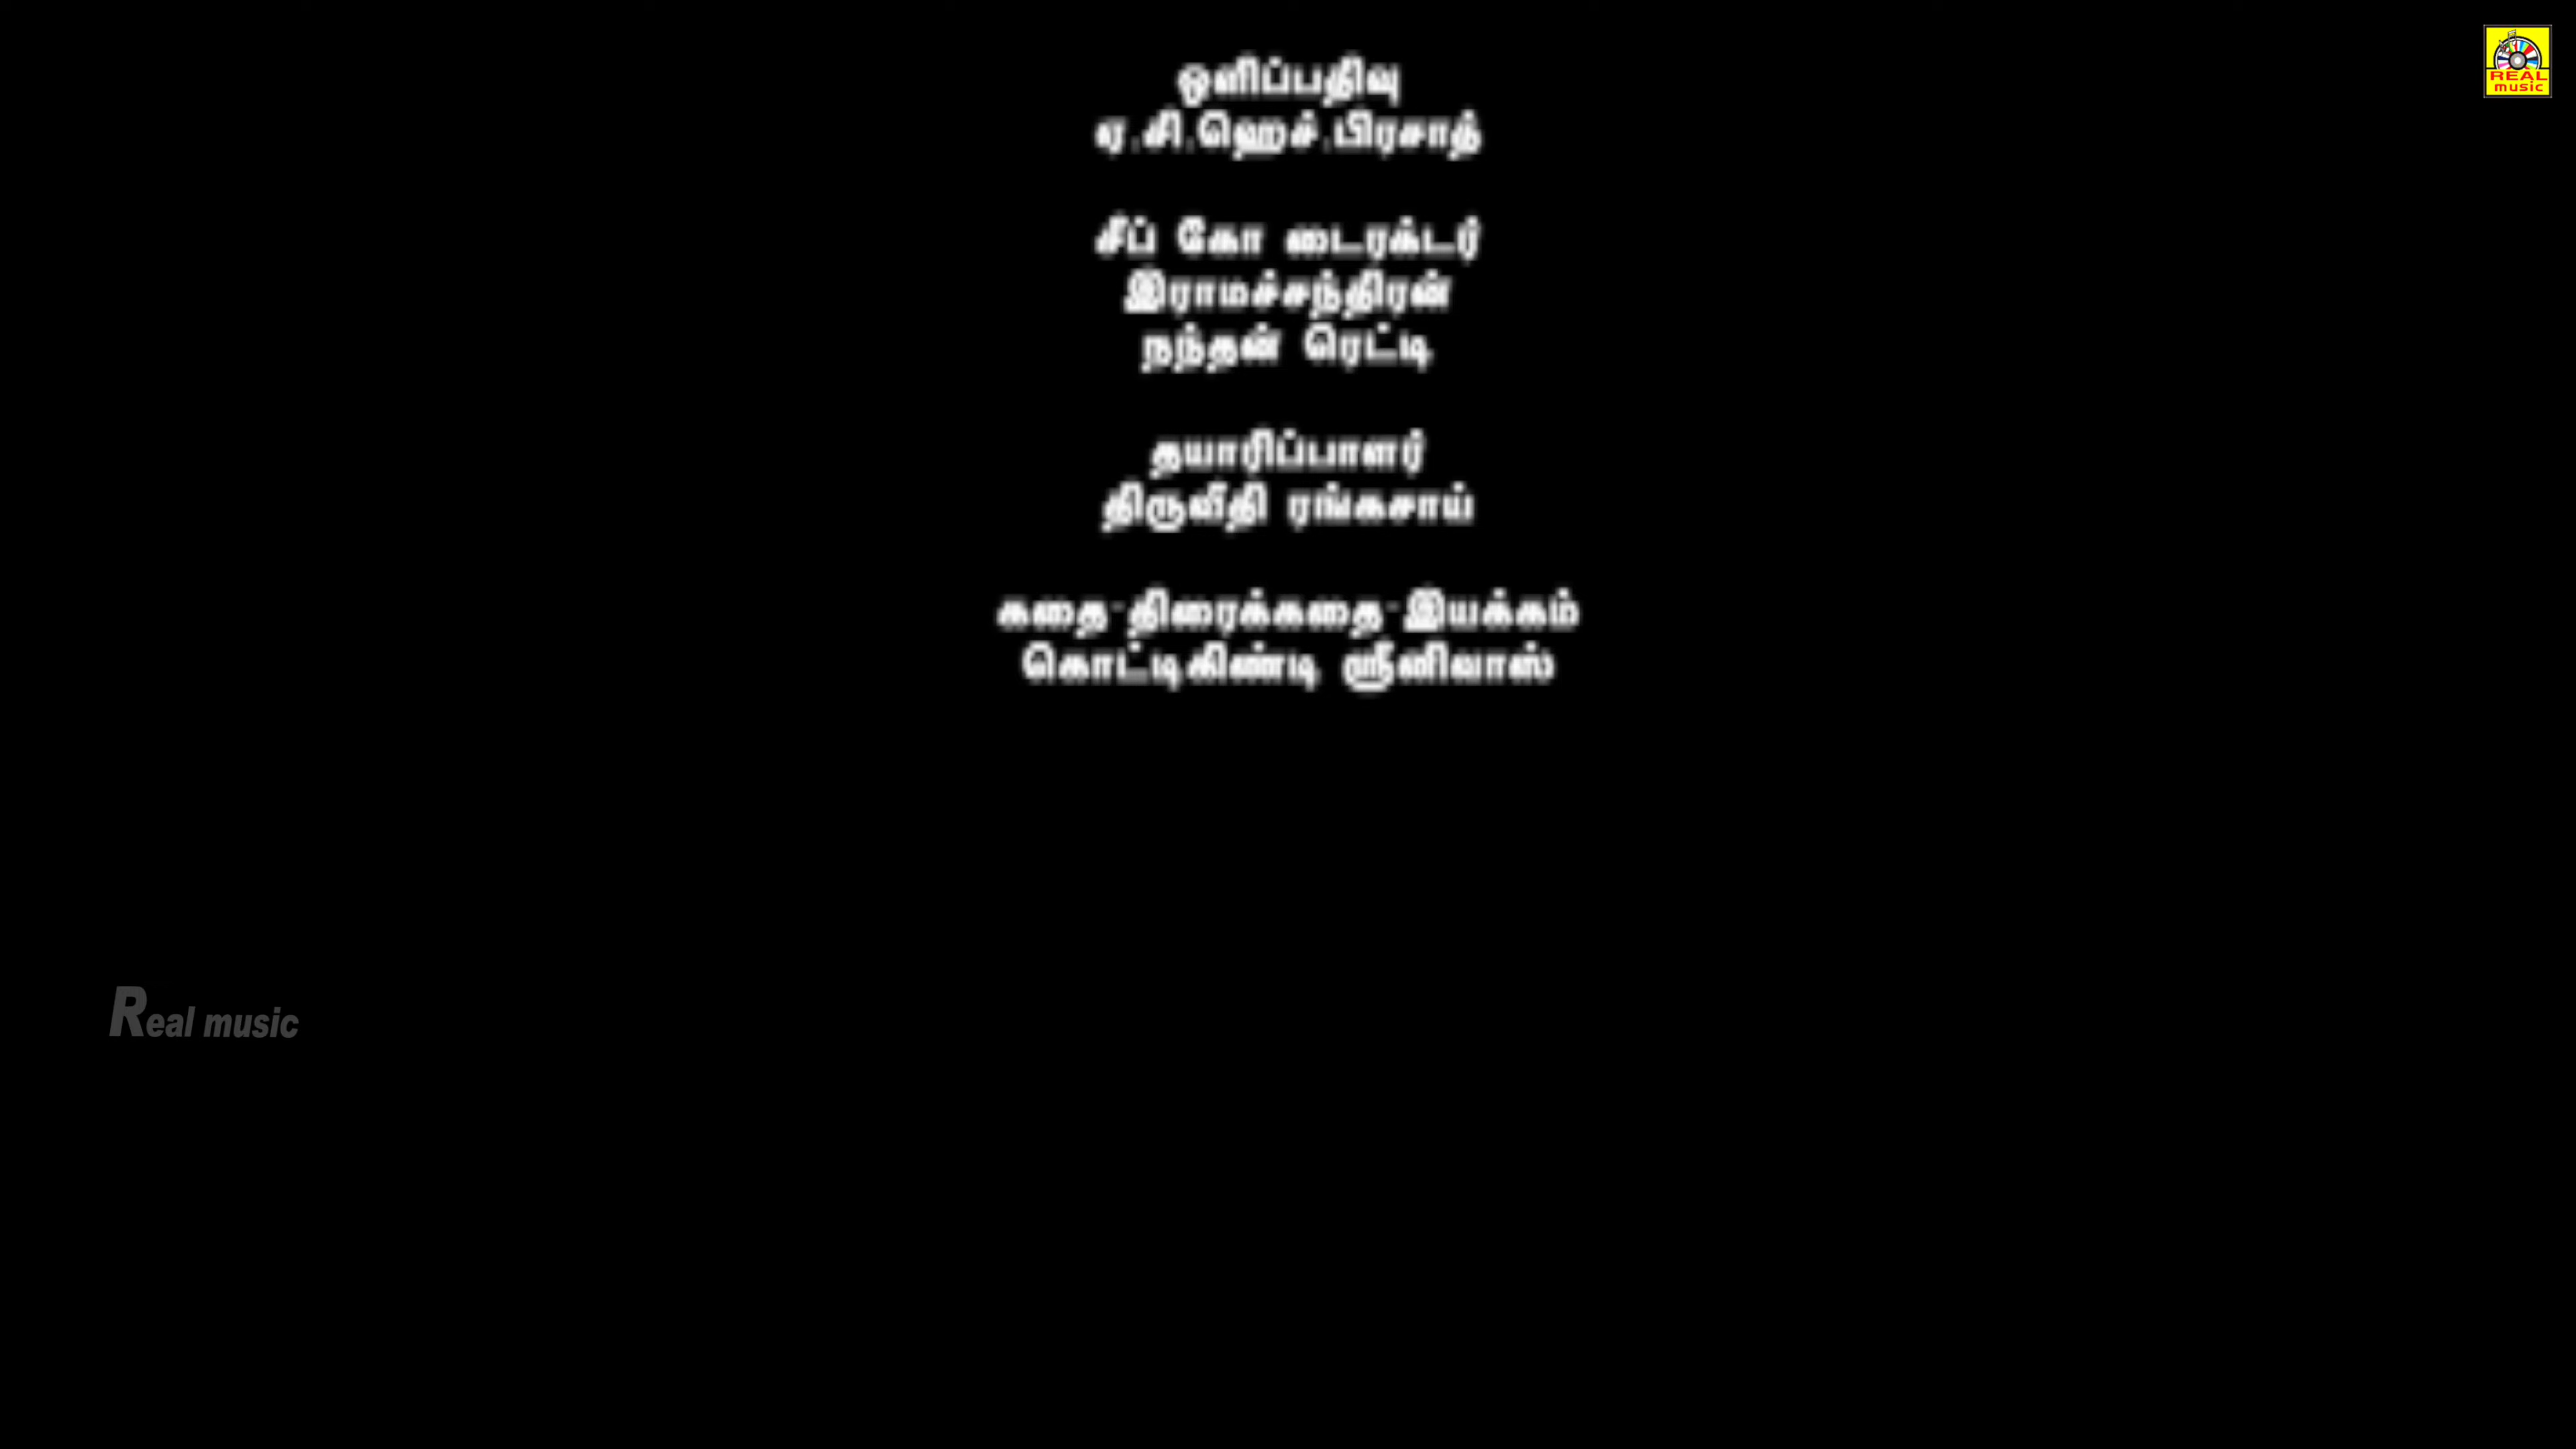 REAL
music
ஒளிப்பதிவு
ஏ.சி.ஹெச்.பிரசாத்
சீப் கோ டைரக்டர்
இராமச்சந்திரன்
நந்தன் ரெட்டி
தயாரிப்பாளர்
திருவீதி ரங்கசாய்
கதை-திரைக்கதை-இயக்கம்
கொட்டிகிண்டி ஸ்ரீனிவாஸ்
Real music